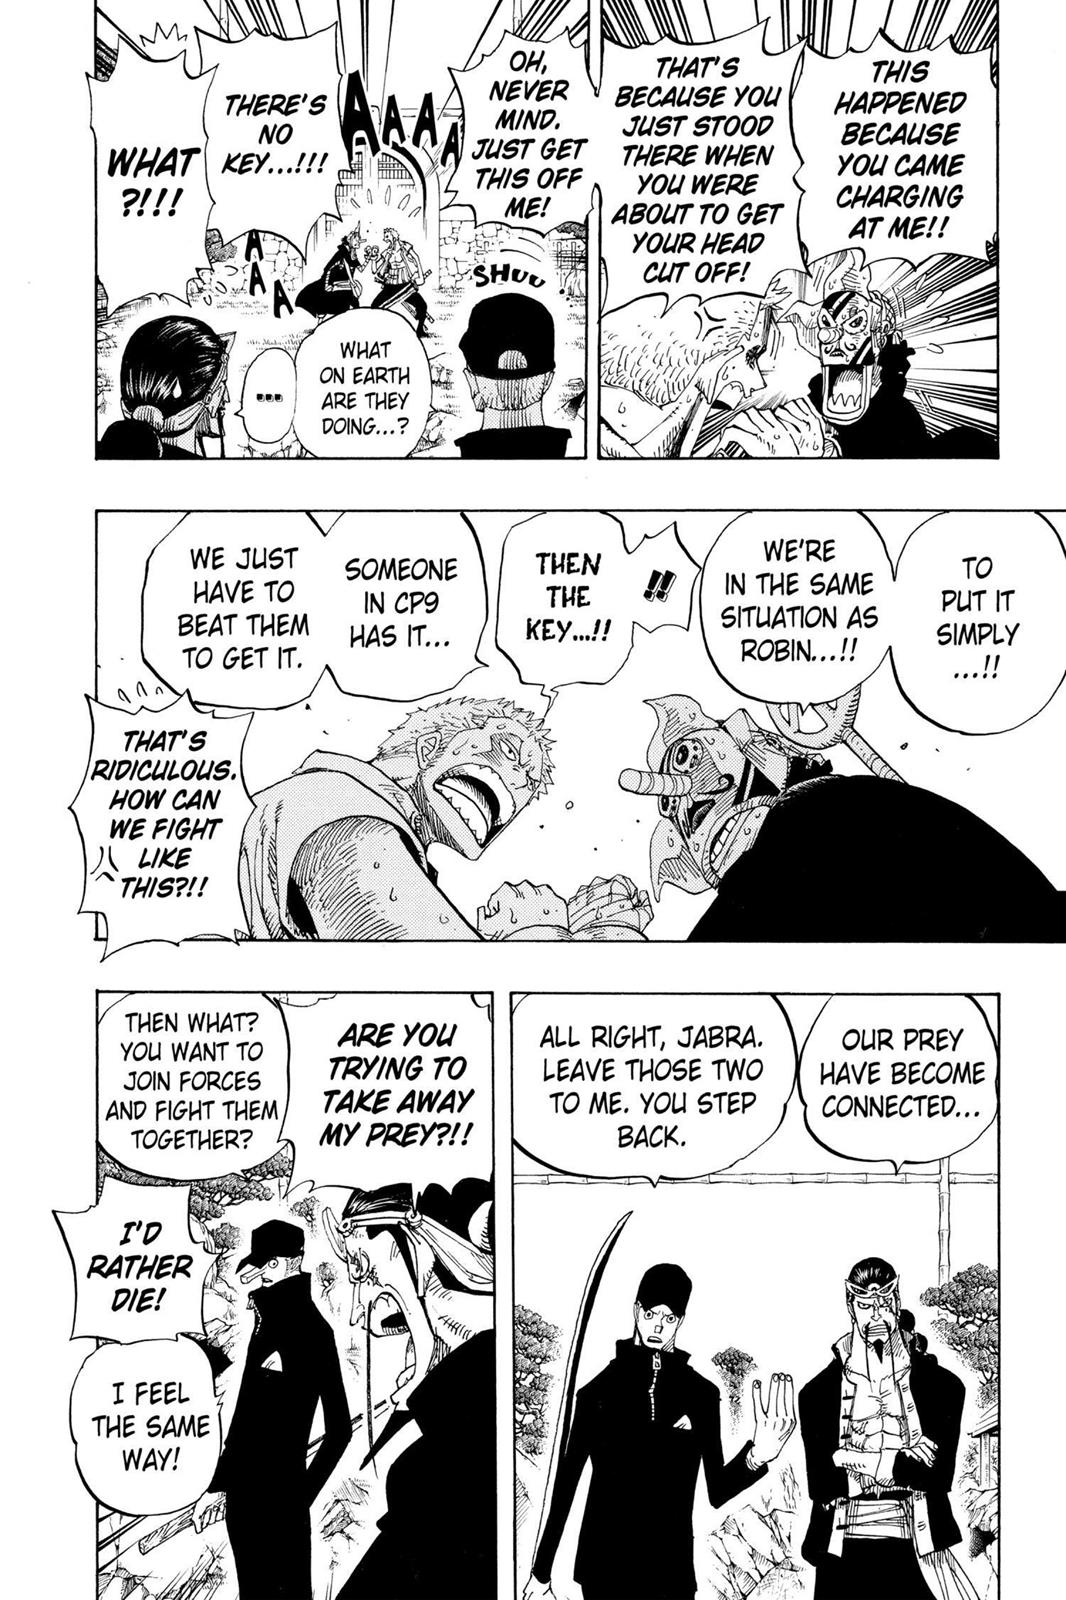 THIS
HAPPENED
BECAUSE
YOU CAME
CHARGING
AT ME!!
THAT'S
BECAUSE YOU
JUST STOOD
THERE WHEN
YOU WERE
ABOUT TO GET
YOUR HEAD
CUT OFF!
OH,
NEVER
MIND.
JUST GET
THIS OFF
ME!
SHUU
!
AAAA
THERE'S
NO
KEY...!!!
AAA
WHAT
?!!!
WHAT
ON EARTH
ARE THEY
DOING...?
...
TO
PUT IT
SIMPLY
...!!
WE'RE
IN THE SAME
SITUATION AS
ROBIN...!!
!!
THEN
THE
KEY...!!
SOMEONE
IN CP9
HAS IT...
WE JUST
HAVE TO
BEAT THEM
TO GET IT.
THAT'S
RIDICULOUS.
HOW CAN
WE FIGHT
LIKE
THIS?!!
OUR PREY
HAVE BECOME
CONNECTED...
ALL RIGHT, JABRA.
LEAVE THOSE TWO
TO ME. YOU STEP
BACK.
ARE YOU
TRYING TO
TAKE AWAY
MY PREY?!!
THEN WHAT?
YOU WANT TO
JOIN FORCES
AND FIGHT THEM
TOGETHER?
I'D
RATHER
DIE!
I FEEL
THE SAME
WAY!